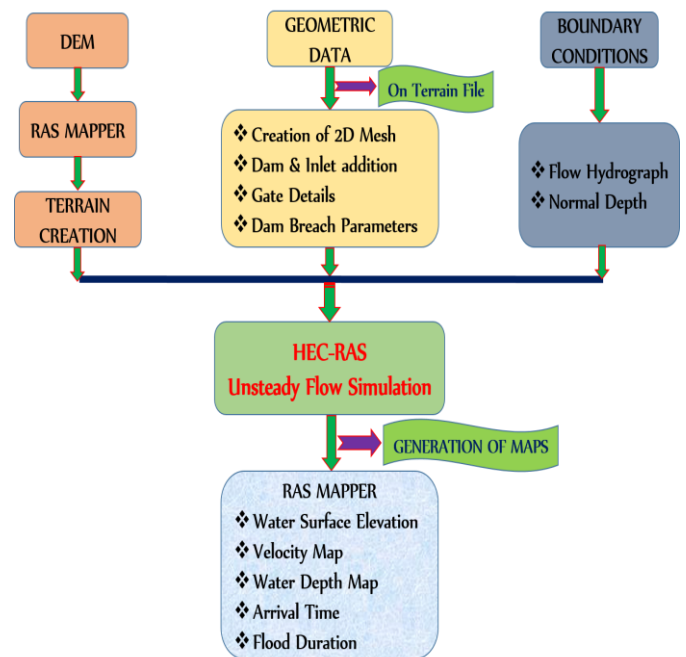 DEM
RAS MAPPER
TERRAIN
CREATION
GEOMETRIC
DATA
On Terrain File
❖ Creation of 2D Mesh
❖ Dam & Inlet addition
❖ Gate Details
❖ Dam Breach Parameters
BOUNDARY
CONDITIONS
❖ Flow Hydrograph
❖ Normal Depth
HEC-RAS
Unsteady Flow Simulation
GENERATION OF MAPS
RAS MAPPER
❖ Water Surface Elevation
❖ Velocity Map
❖ Water Depth Map
❖ Arrival Time
❖ Flood Duration